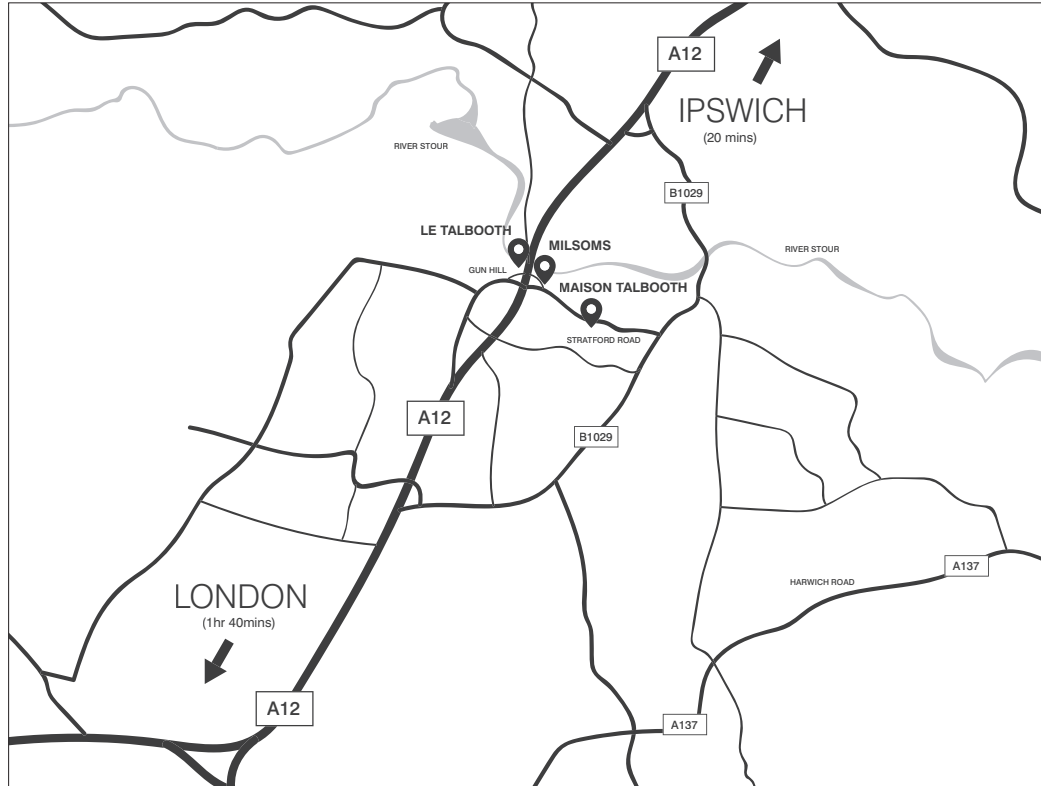 A12
IPSWICH
(20 mins)
RIVER STOUR
B1029
LE TALBOOTH
MILSOMS
RIVER STOUR
GUN HILL
MAISON TALBOOTH
STRATFORD ROAD
A12
B1029
A137
HARWICH ROAD
LONDON
(1hr 40mins)
A12
A137